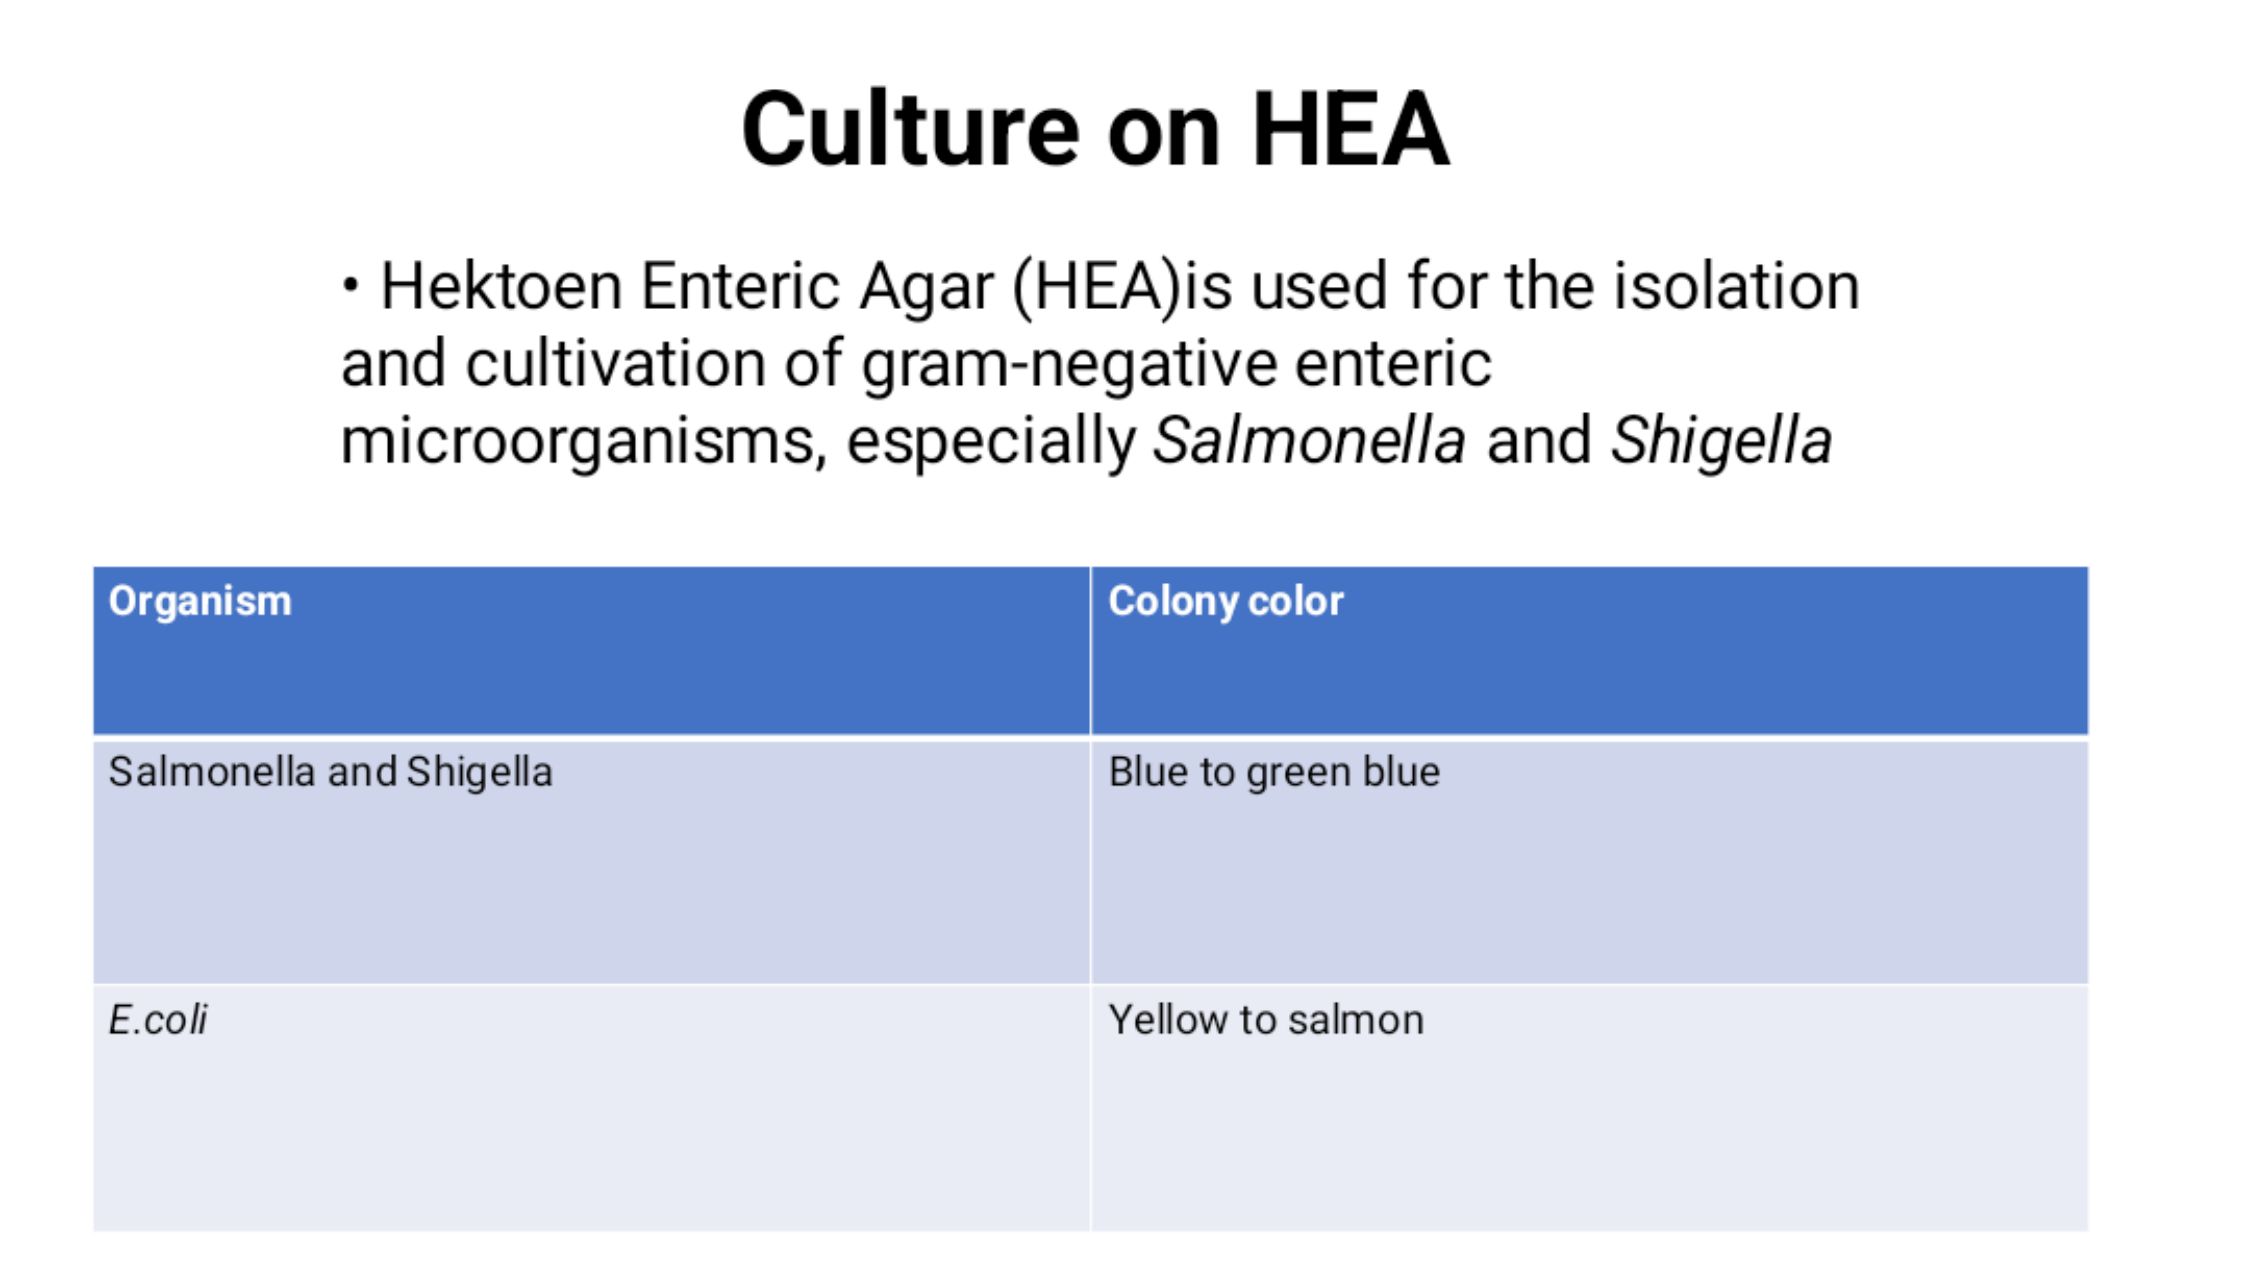 Culture on HEA
• Hektoen Enteric Agar (HEA)is used for the isolation
and cultivation of gram-negative enteric
microorganisms, especially Salmonella and Shigella
Organism
Colony color
Salmonella and Shigella
Blue to green blue
E.coli
Yellow to salmon